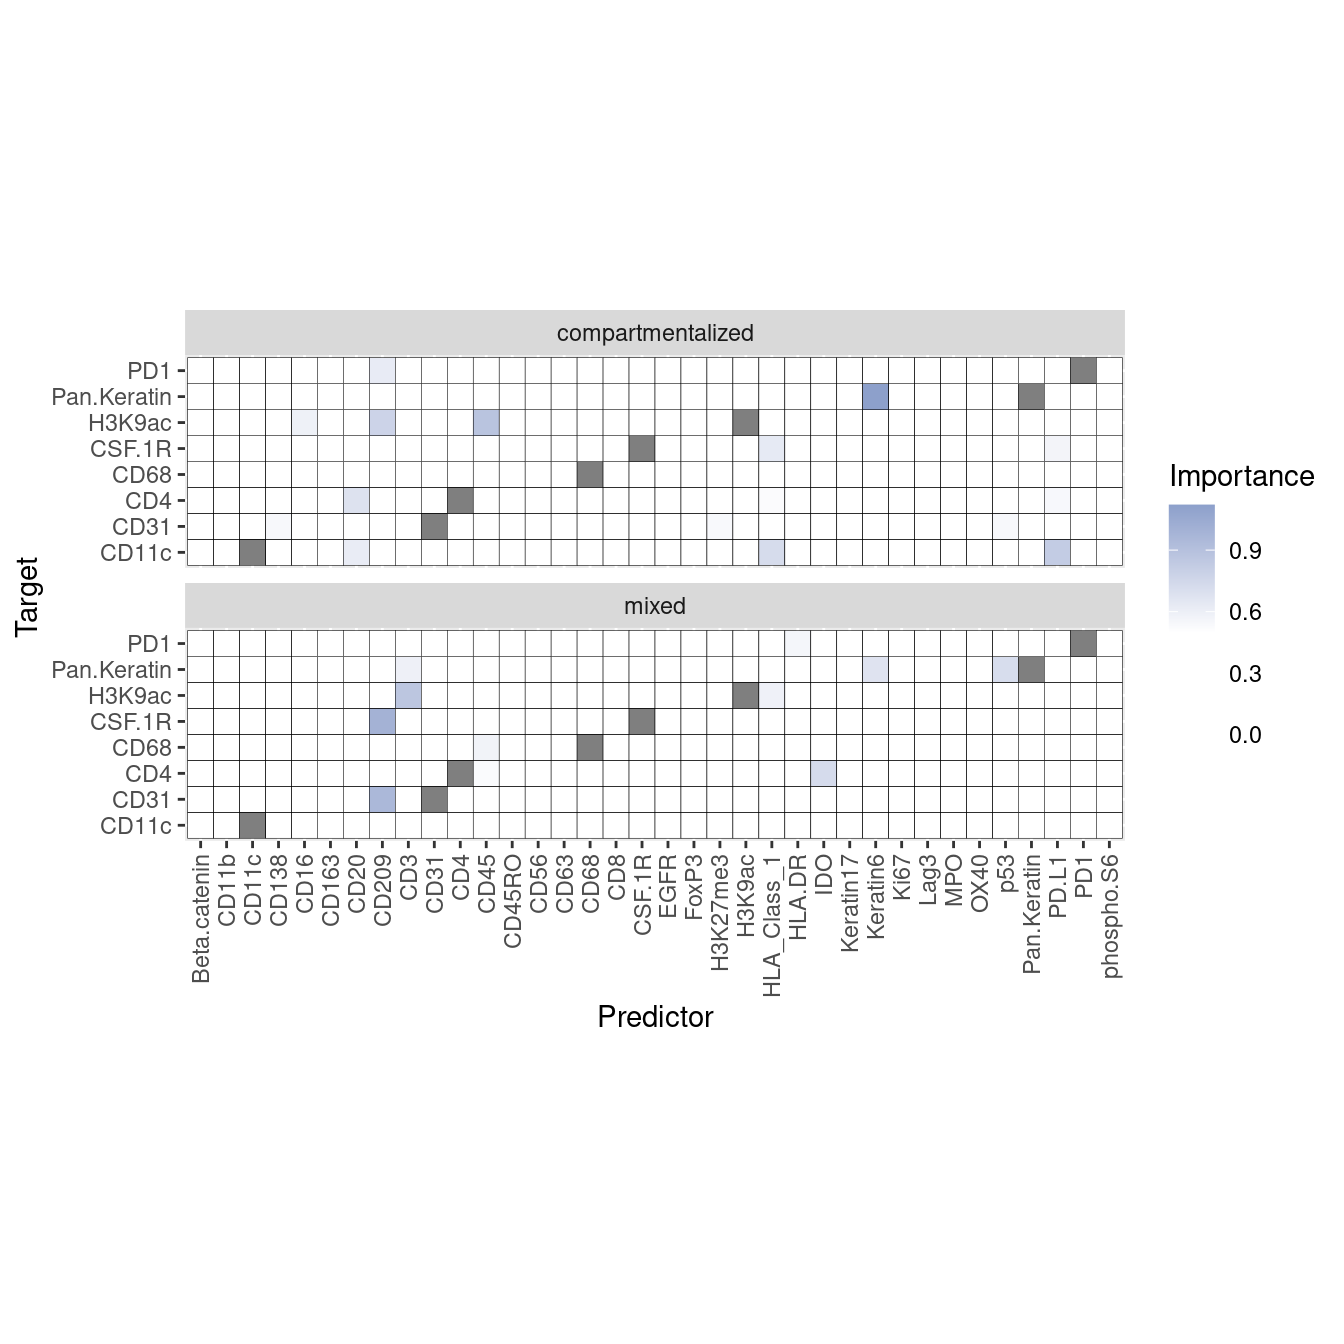 compartmentalized
PD1
Pan.Keratin
H3K9ac
CSF.1R
CD68
CD4
CD31
CD11c
mixed
PD1
Pan.Keratin
H3K9ac
CSF.1R
CD68
CD4
CD31
CD11c
Target
Beta.catenin
CD11b
CD11c
CD138
CD16
CD163
CD20
CD209
CD3
CD31
CD4
CD45
CD45RO
CD56
CD63
CD68
CD8
CSF.1R
EGFR
FoxP3
H3K27me3
H3K9ac
HLA_Class_1
HLA.DR
IDO
Keratin17
Keratin6
Ki67
Lag3
MPO
OX40
p53
Pan.Keratin
PD.L1
PD1
phospho.S6
Predictor
Importance
0.9
0.6
0.3
0.0